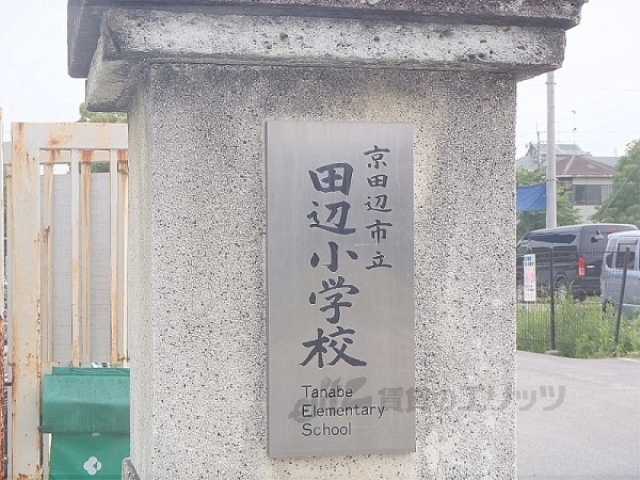 京田辺市立
田辺小学校
Tanabe
Elementary
School
賃貸のエリッツ